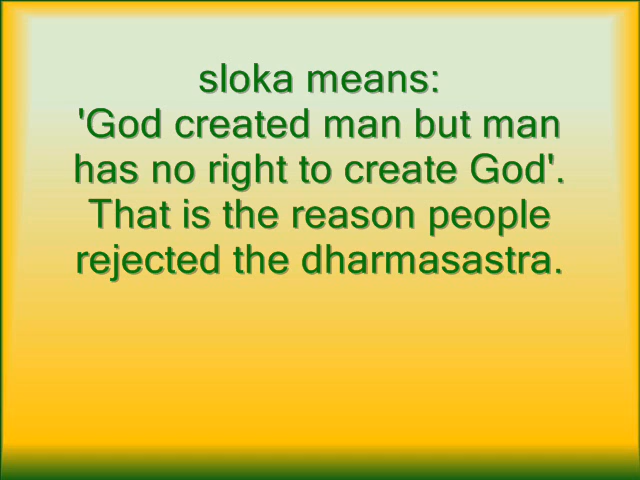 sloka means:
'God created man but man
has no right to create God'.
That is the reason people
rejected the dharmasastra.